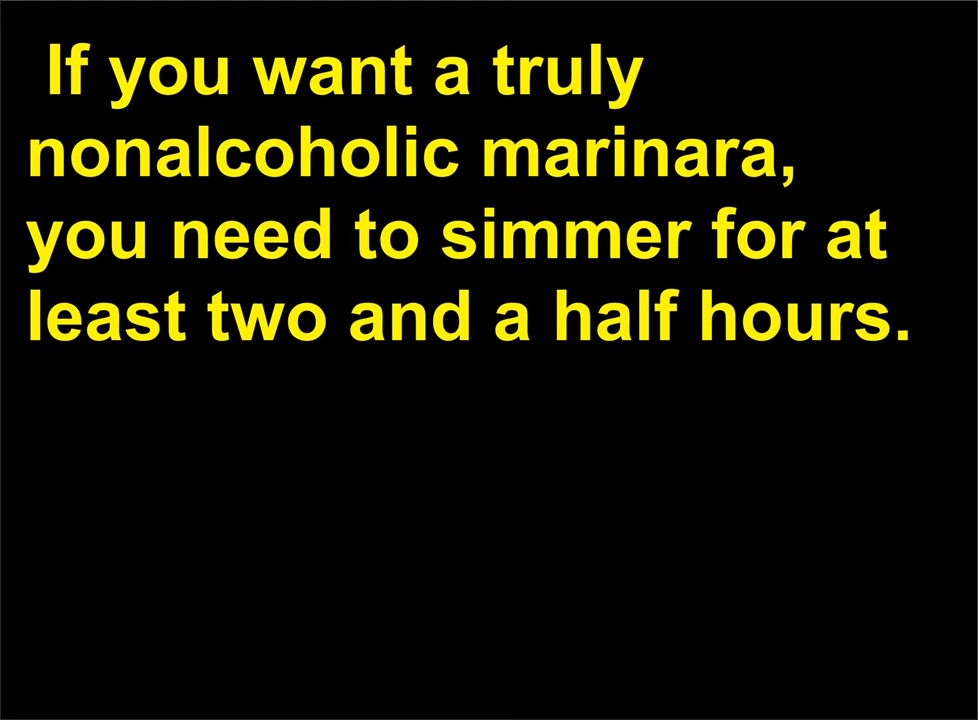 If you want a truly
nonalcoholic marinara,
you need to simmer for at
least two and a half hours.